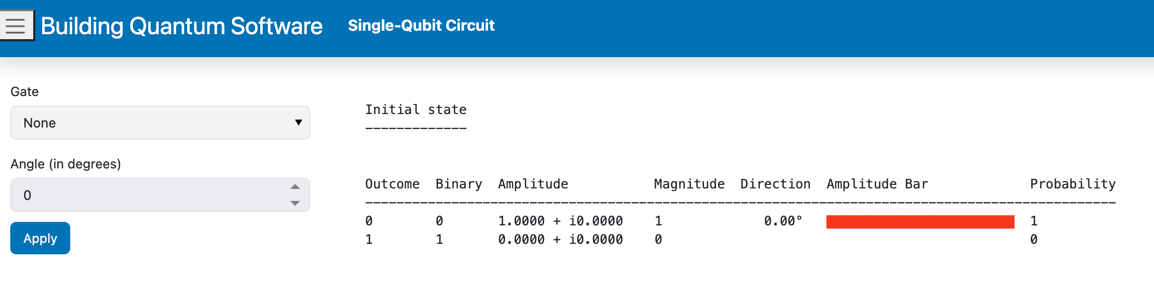 Building Quantum Software
Single-Qubit Circuit
Gate
None
Angle (in degrees)
0
Apply
Initial state
-------------
Outcome  Binary  Amplitude           Magnitude  Direction  Amplitude Bar             Probability
------------------------------------------------------------------------------------------------
0        0       1.0000 + i0.0000    1             0.00°                             1
1        1       0.0000 + i0.0000    0                                               0